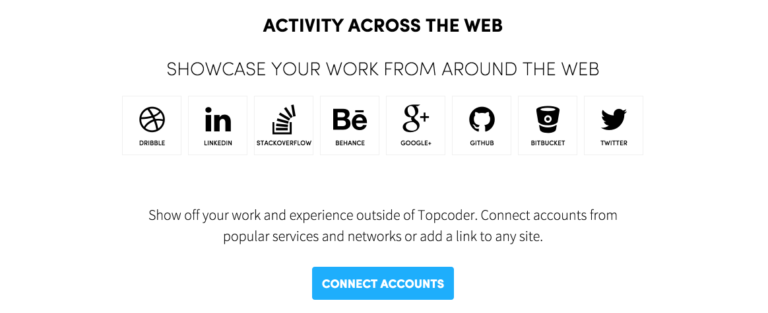 ACTIVITY ACROSS THE WEB
SHOWCASE YOUR WORK FROM AROUND THE WEB
in Bē g+
DRIBBLE LINKEDIN STACKOVERFLOW BEHANCE GOOGLE+ GITHUB BITBUCKET TWITTER
Show off your work and experience outside of Topcoder. Connect accounts from
popular services and networks or add a link to any site.
CONNECT ACCOUNTS